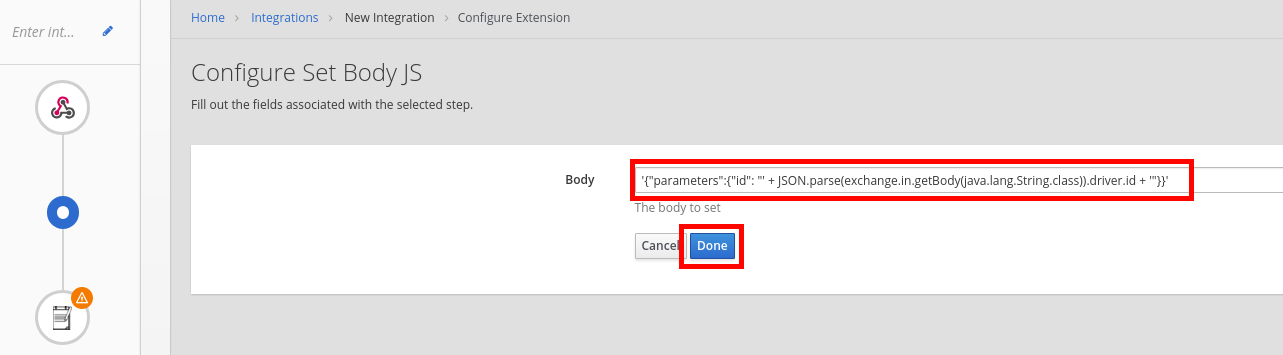 Enter int...
Home > Integrations > New Integration > Configure Extension
Configure Set Body JS
Fill out the fields associated with the selected step.
Body
'{"parameters":{"id": "' + JSON.parse(exchange.in.getBody(java.lang.String.class)).driver.id + '"}}'
The body to set
Cancel Done